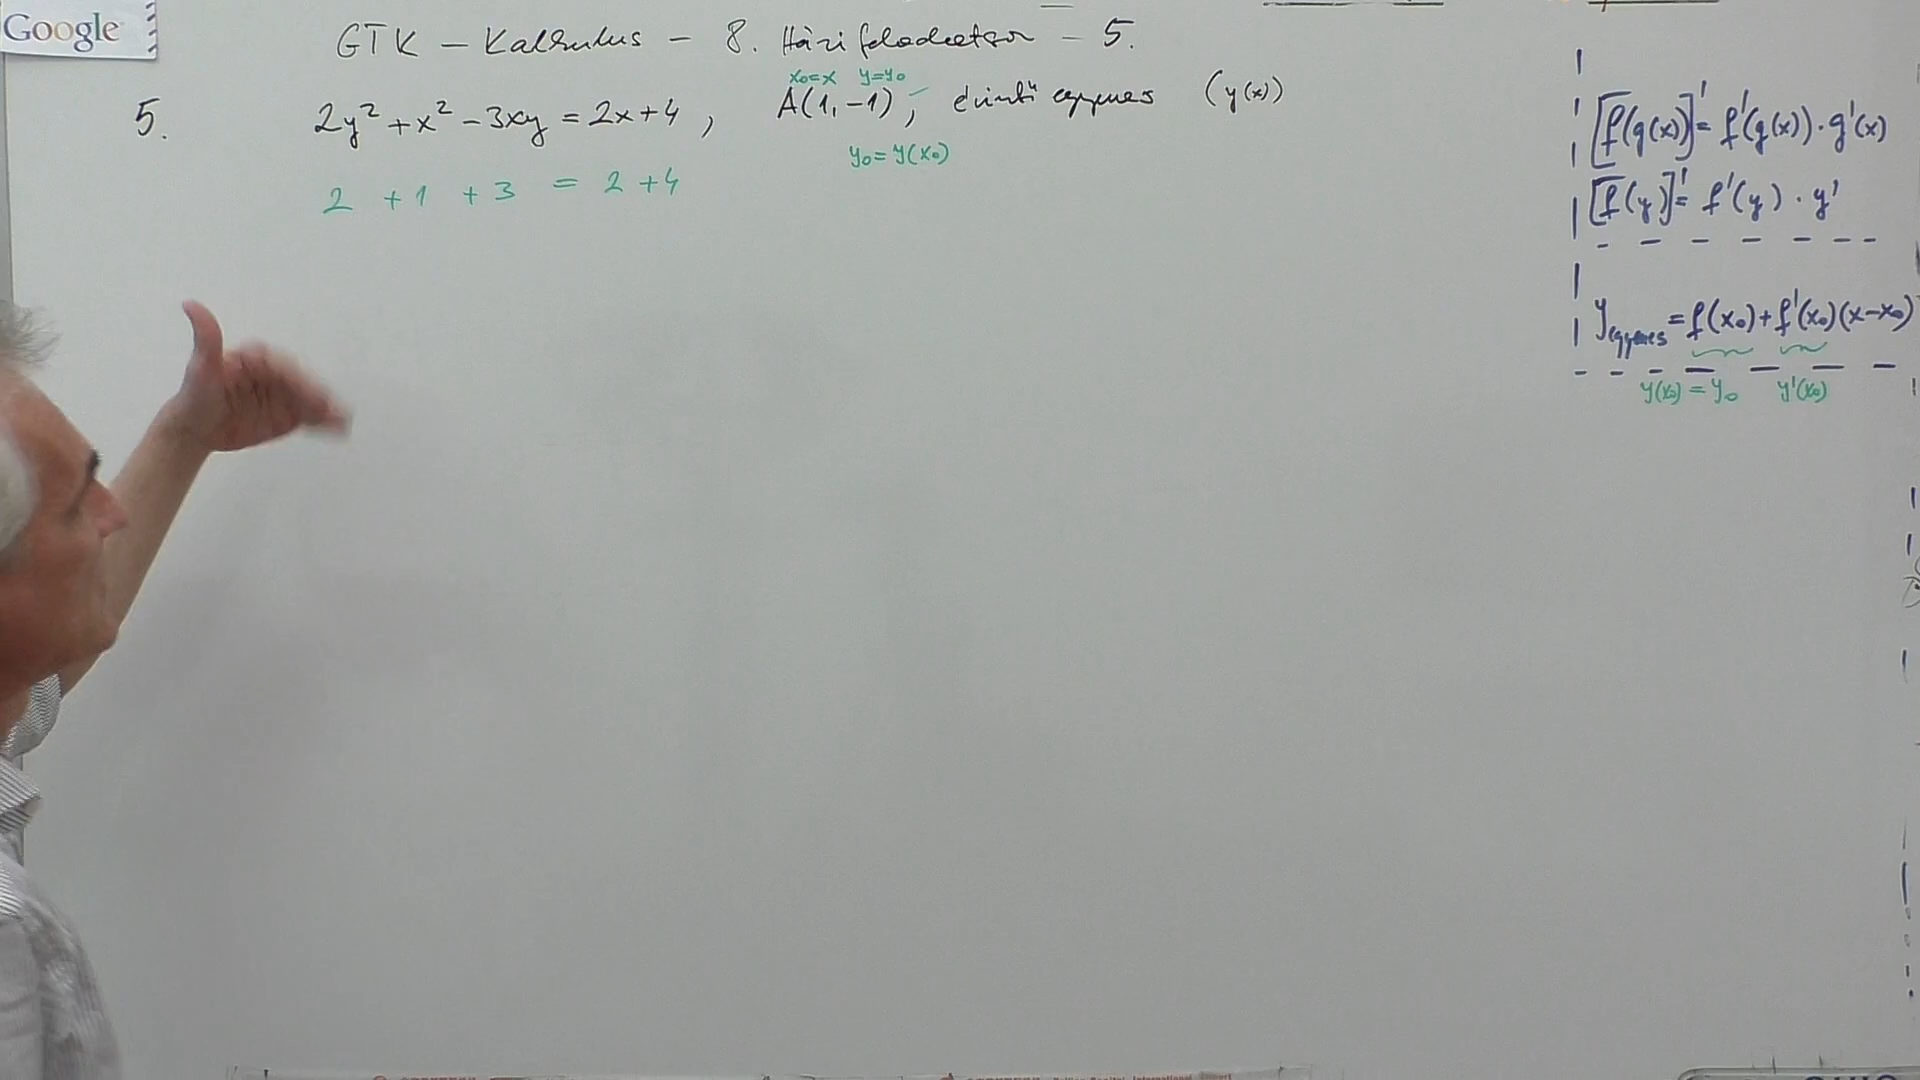 Google
GTK – Kalkulus – 8. Házi feladatsor – 5.
x₀=x y=y₀
5. 2y² + x² - 3xy = 2x + 4 , A(1, -1) , érintő egyenes (y(x))
y₀ = y(x₀)
2 + 1 + 3 = 2 + 4
[f(g(x))]' = f'(g(x)) · g'(x)
[f(y)]' = f'(y) · y'
y egyenes = f(x₀) + f'(x₀)(x-x₀)
y(x₀) = y₀ y'(x₀)